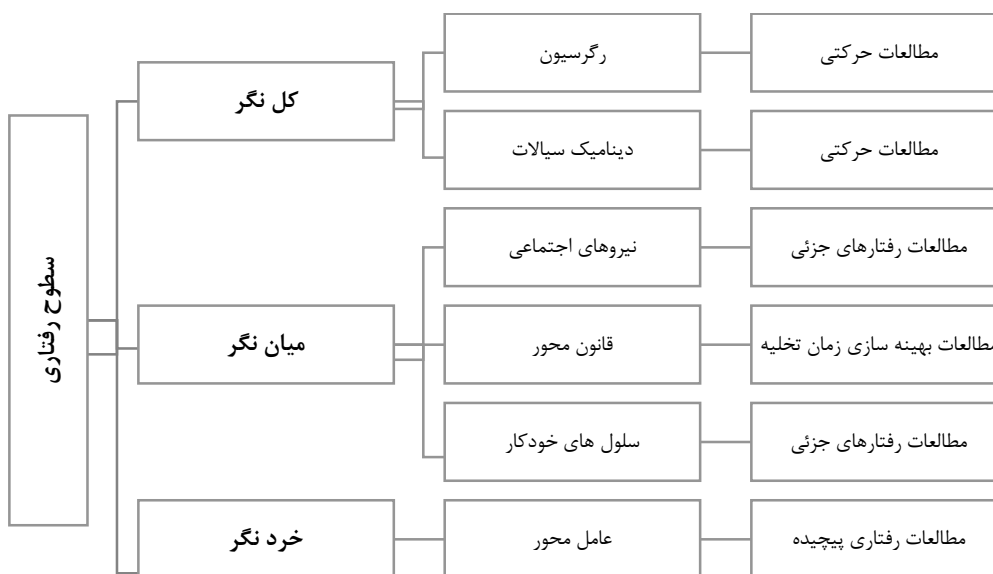 سطوح رفتاری
کل نگر
رگرسیون
مطالعات حرکتی
دینامیک سیالات
مطالعات حرکتی
میان نگر
نیروهای اجتماعی
مطالعات رفتارهای جزئی
قانون محور
مطالعات بهینه سازی زمان تخلیه
سلول های خودکار
مطالعات رفتارهای جزئی
خرد نگر
عامل محور
مطالعات رفتاری پیچیده